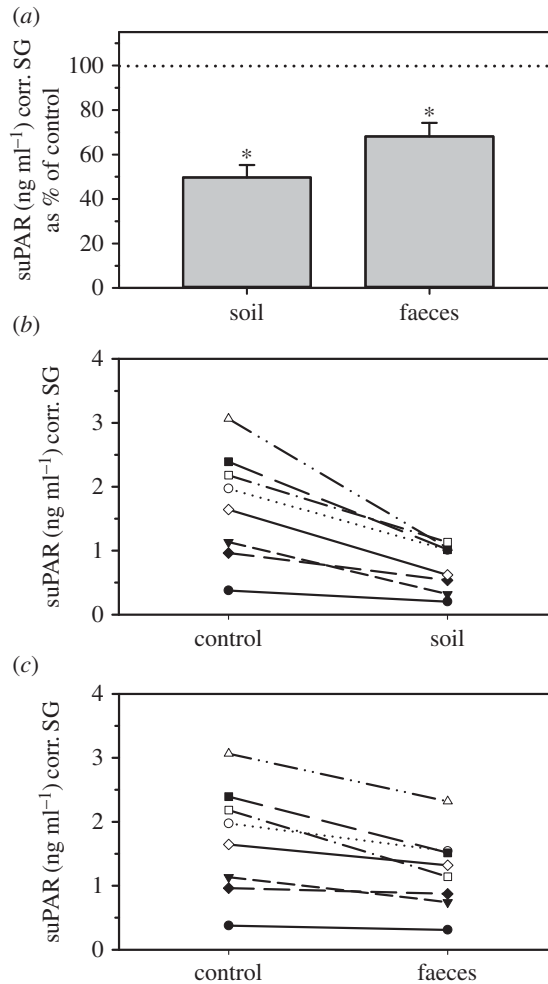 (a)
suPAR (ng ml⁻¹) corr. SG
as % of control
100
80
60
40
20
0
*
*
soil
faeces
(b)
suPAR (ng ml⁻¹) corr. SG
4
3
2
1
0
control
soil
(c)
suPAR (ng ml⁻¹) corr. SG
4
3
2
1
0
control
faeces